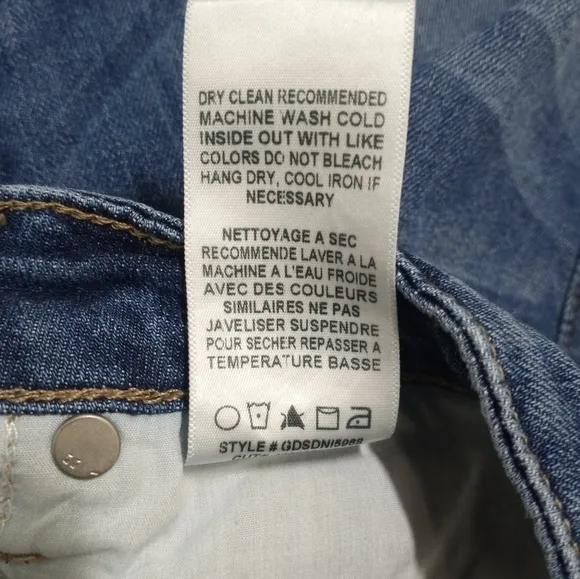 DRY CLEAN RECOMMENDED
MACHINE WASH COLD
INSIDE OUT WITH LIKE
COLORS DO NOT BLEACH
HANG DRY, COOL IRON IF
NECESSARY
NETTOYAGE A SEC
RECOMMENDE LAVER A LA
MACHINE A L'EAU FROIDE
AVEC DES COULEURS
SIMILAIRES NE PAS
JAVELISER SUSPENDRE
POUR SECHER REPASSER A
TEMPERATURE BASSE
STYLE #